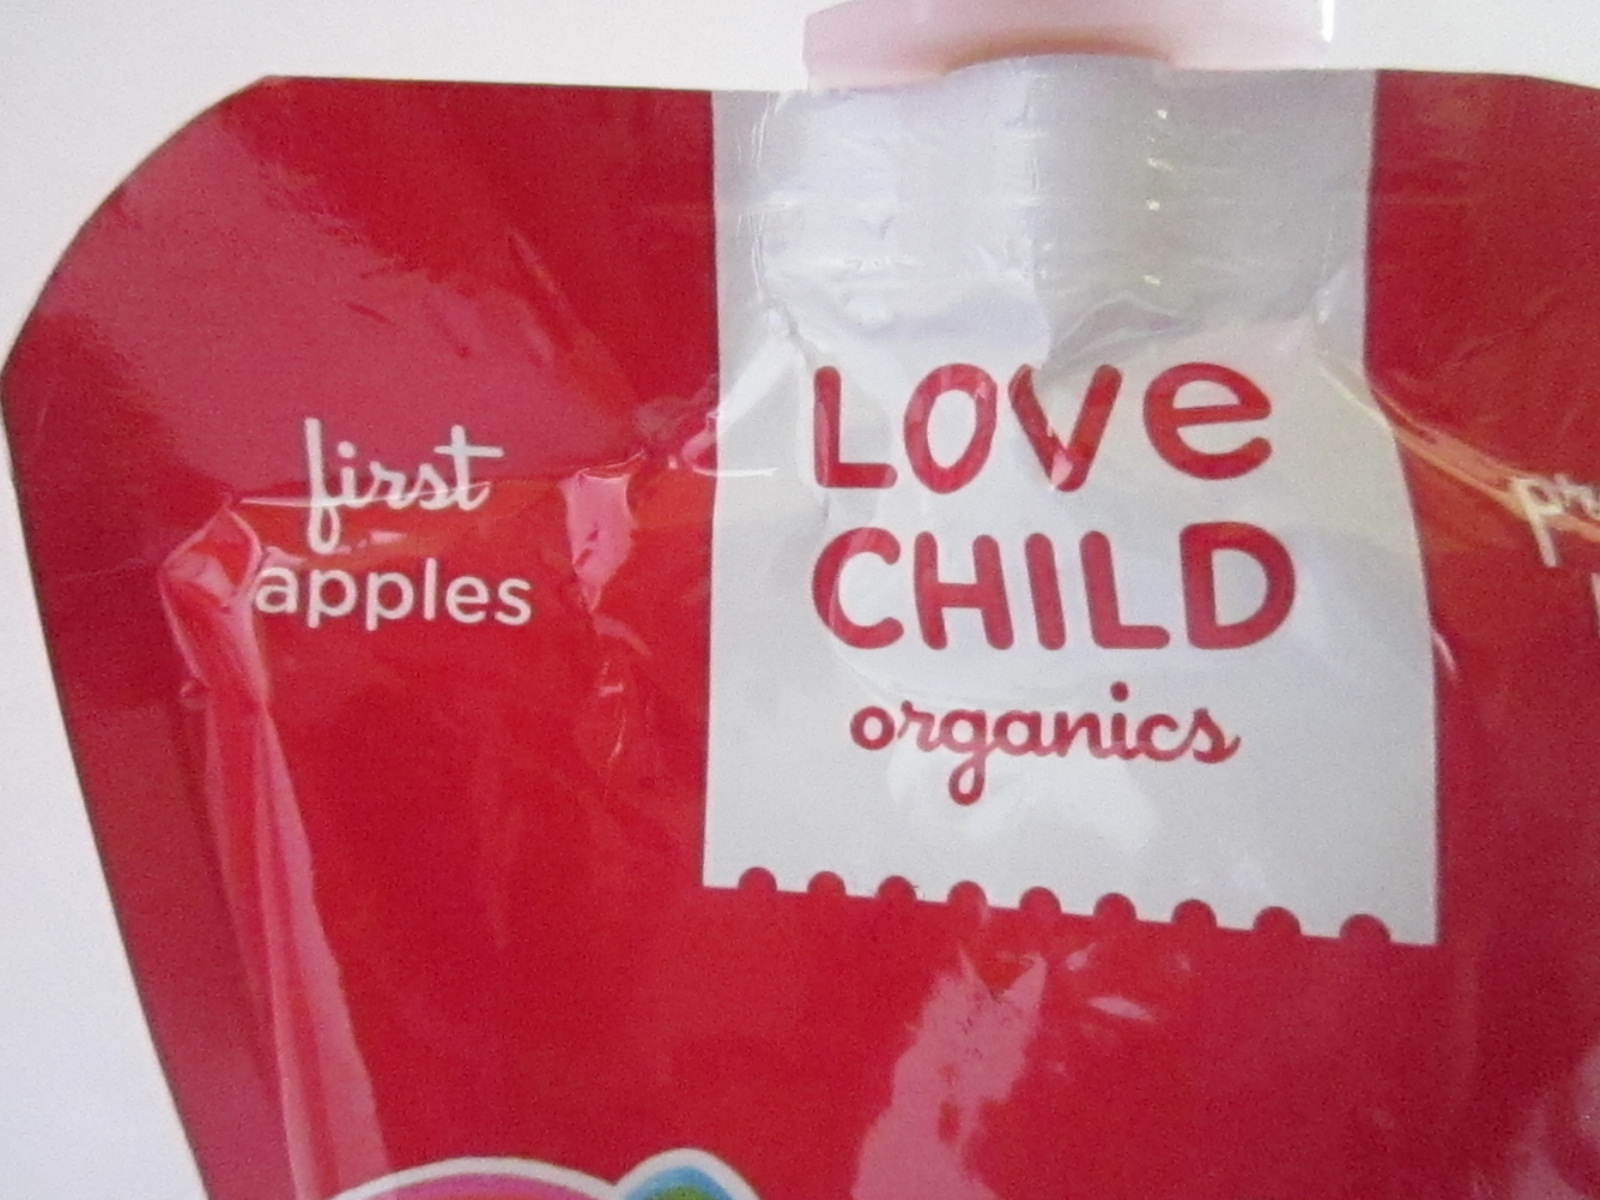 first
apples
LOVe
CHILD
organics